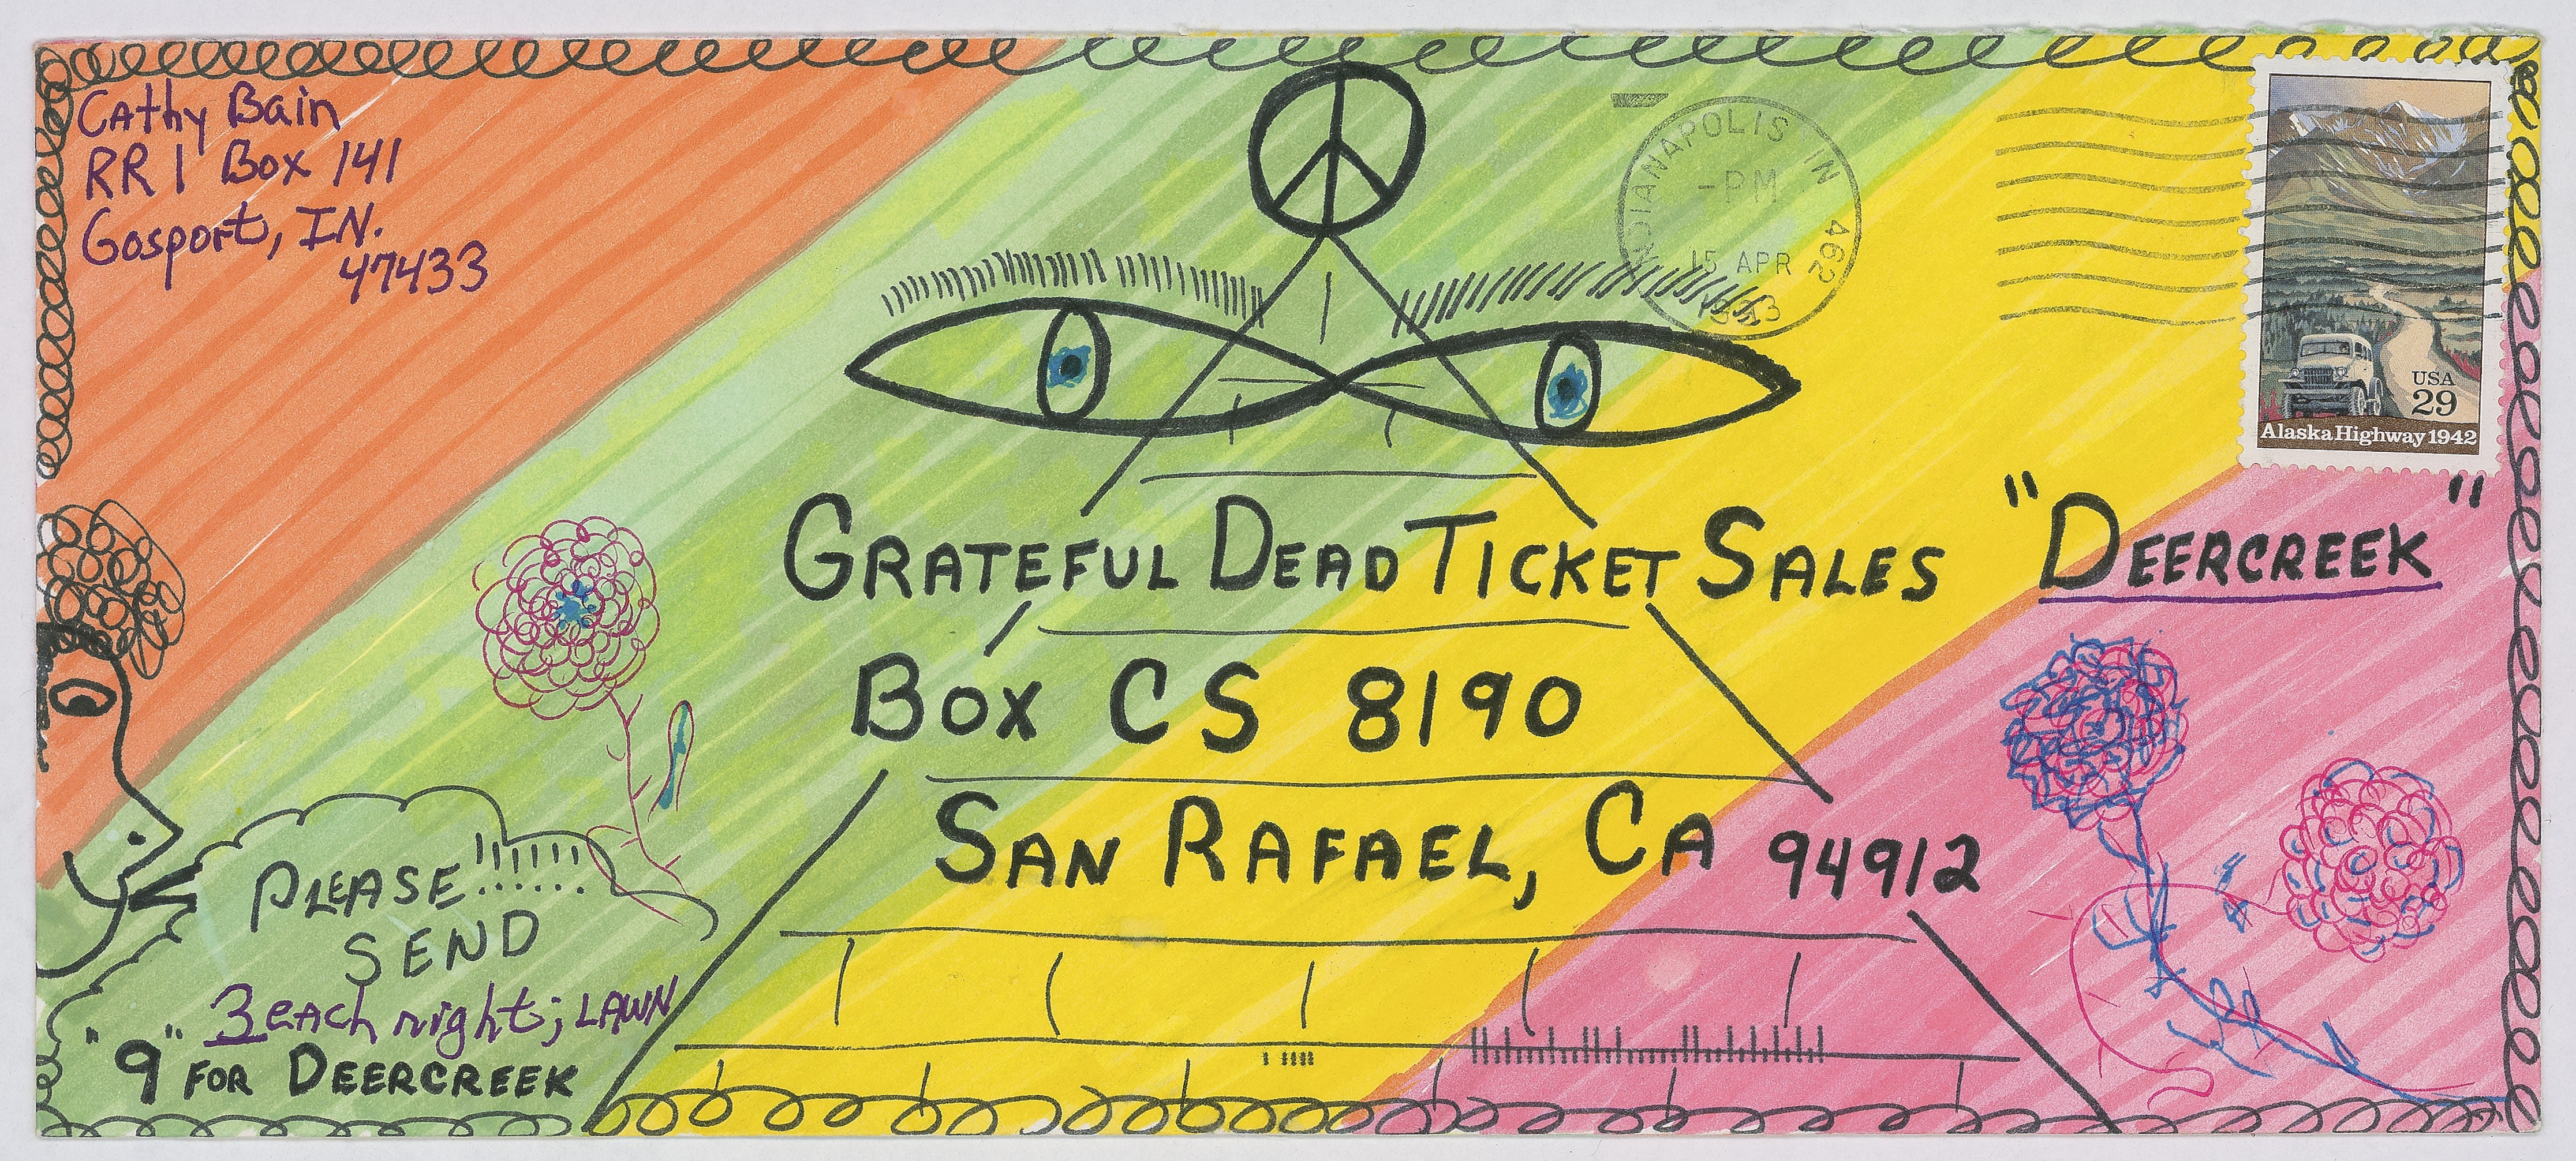 Cathy Bain
RR 1 Box 141
Gosport, IN.
47433
INDIANAPOLIS IN 462
-PM
15 APR
1993
USA
29
Alaska Highway 1942
GRATEFUL DEAD TICKET SALES
"DEERCREEK"
BOX CS 8190
SAN RAFAEL, CA 94912
PLEASE!!!!!!!
SEND
3 each night; LAWN
"9" FOR DEERCREEK